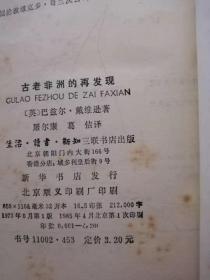 古老非洲的再发现
GULAO FEIZHOU DE ZAI FAXIAN
〔英〕巴兹尔·戴维逊著
屠尔康 葛 佶译
生活·讀書·新知三联书店出版
北京朝阳门内大街166号
香港分店:域多利皇后街9号
新华书店发行
北京顺义印刷厂印刷
850×1168毫米32开本 16.5印张 212,000字
1973年8月第1版 1985年4月北京第1次印刷
书号 11002·453 定价 3.20 元